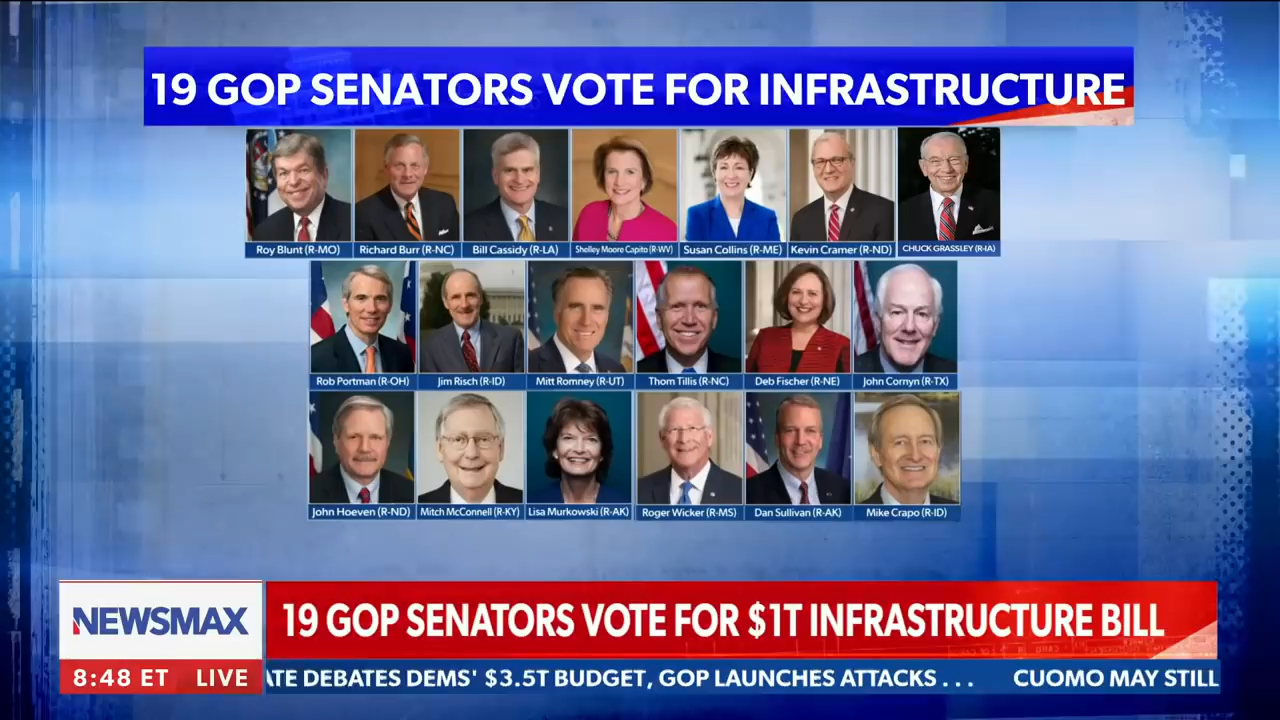 19 GOP SENATORS VOTE FOR INFRASTRUCTURE
Roy Blunt (R-MO)
Richard Burr (R-NC)
Bill Cassidy (R-LA)
Shelley Moore Capito (R-WV)
Susan Collins (R-ME)
Kevin Cramer (R-ND)
CHUCK GRASSLEY (R-IA)
Rob Portman (R-OH)
Jim Risch (R-ID)
Mitt Romney (R-UT)
Thom Tillis (R-NC)
Deb Fischer (R-NE)
John Cornyn (R-TX)
John Hoeven (R-ND)
Mitch McConnell (R-KY)
Lisa Murkowski (R-AK)
Roger Wicker (R-MS)
Dan Sullivan (R-AK)
Mike Crapo (R-ID)
NEWSMAX
19 GOP SENATORS VOTE FOR $1T INFRASTRUCTURE BILL
8:48 ET LIVE
ATE DEBATES DEMS' $3.5T BUDGET, GOP LAUNCHES ATTACKS . . . CUOMO MAY STILL